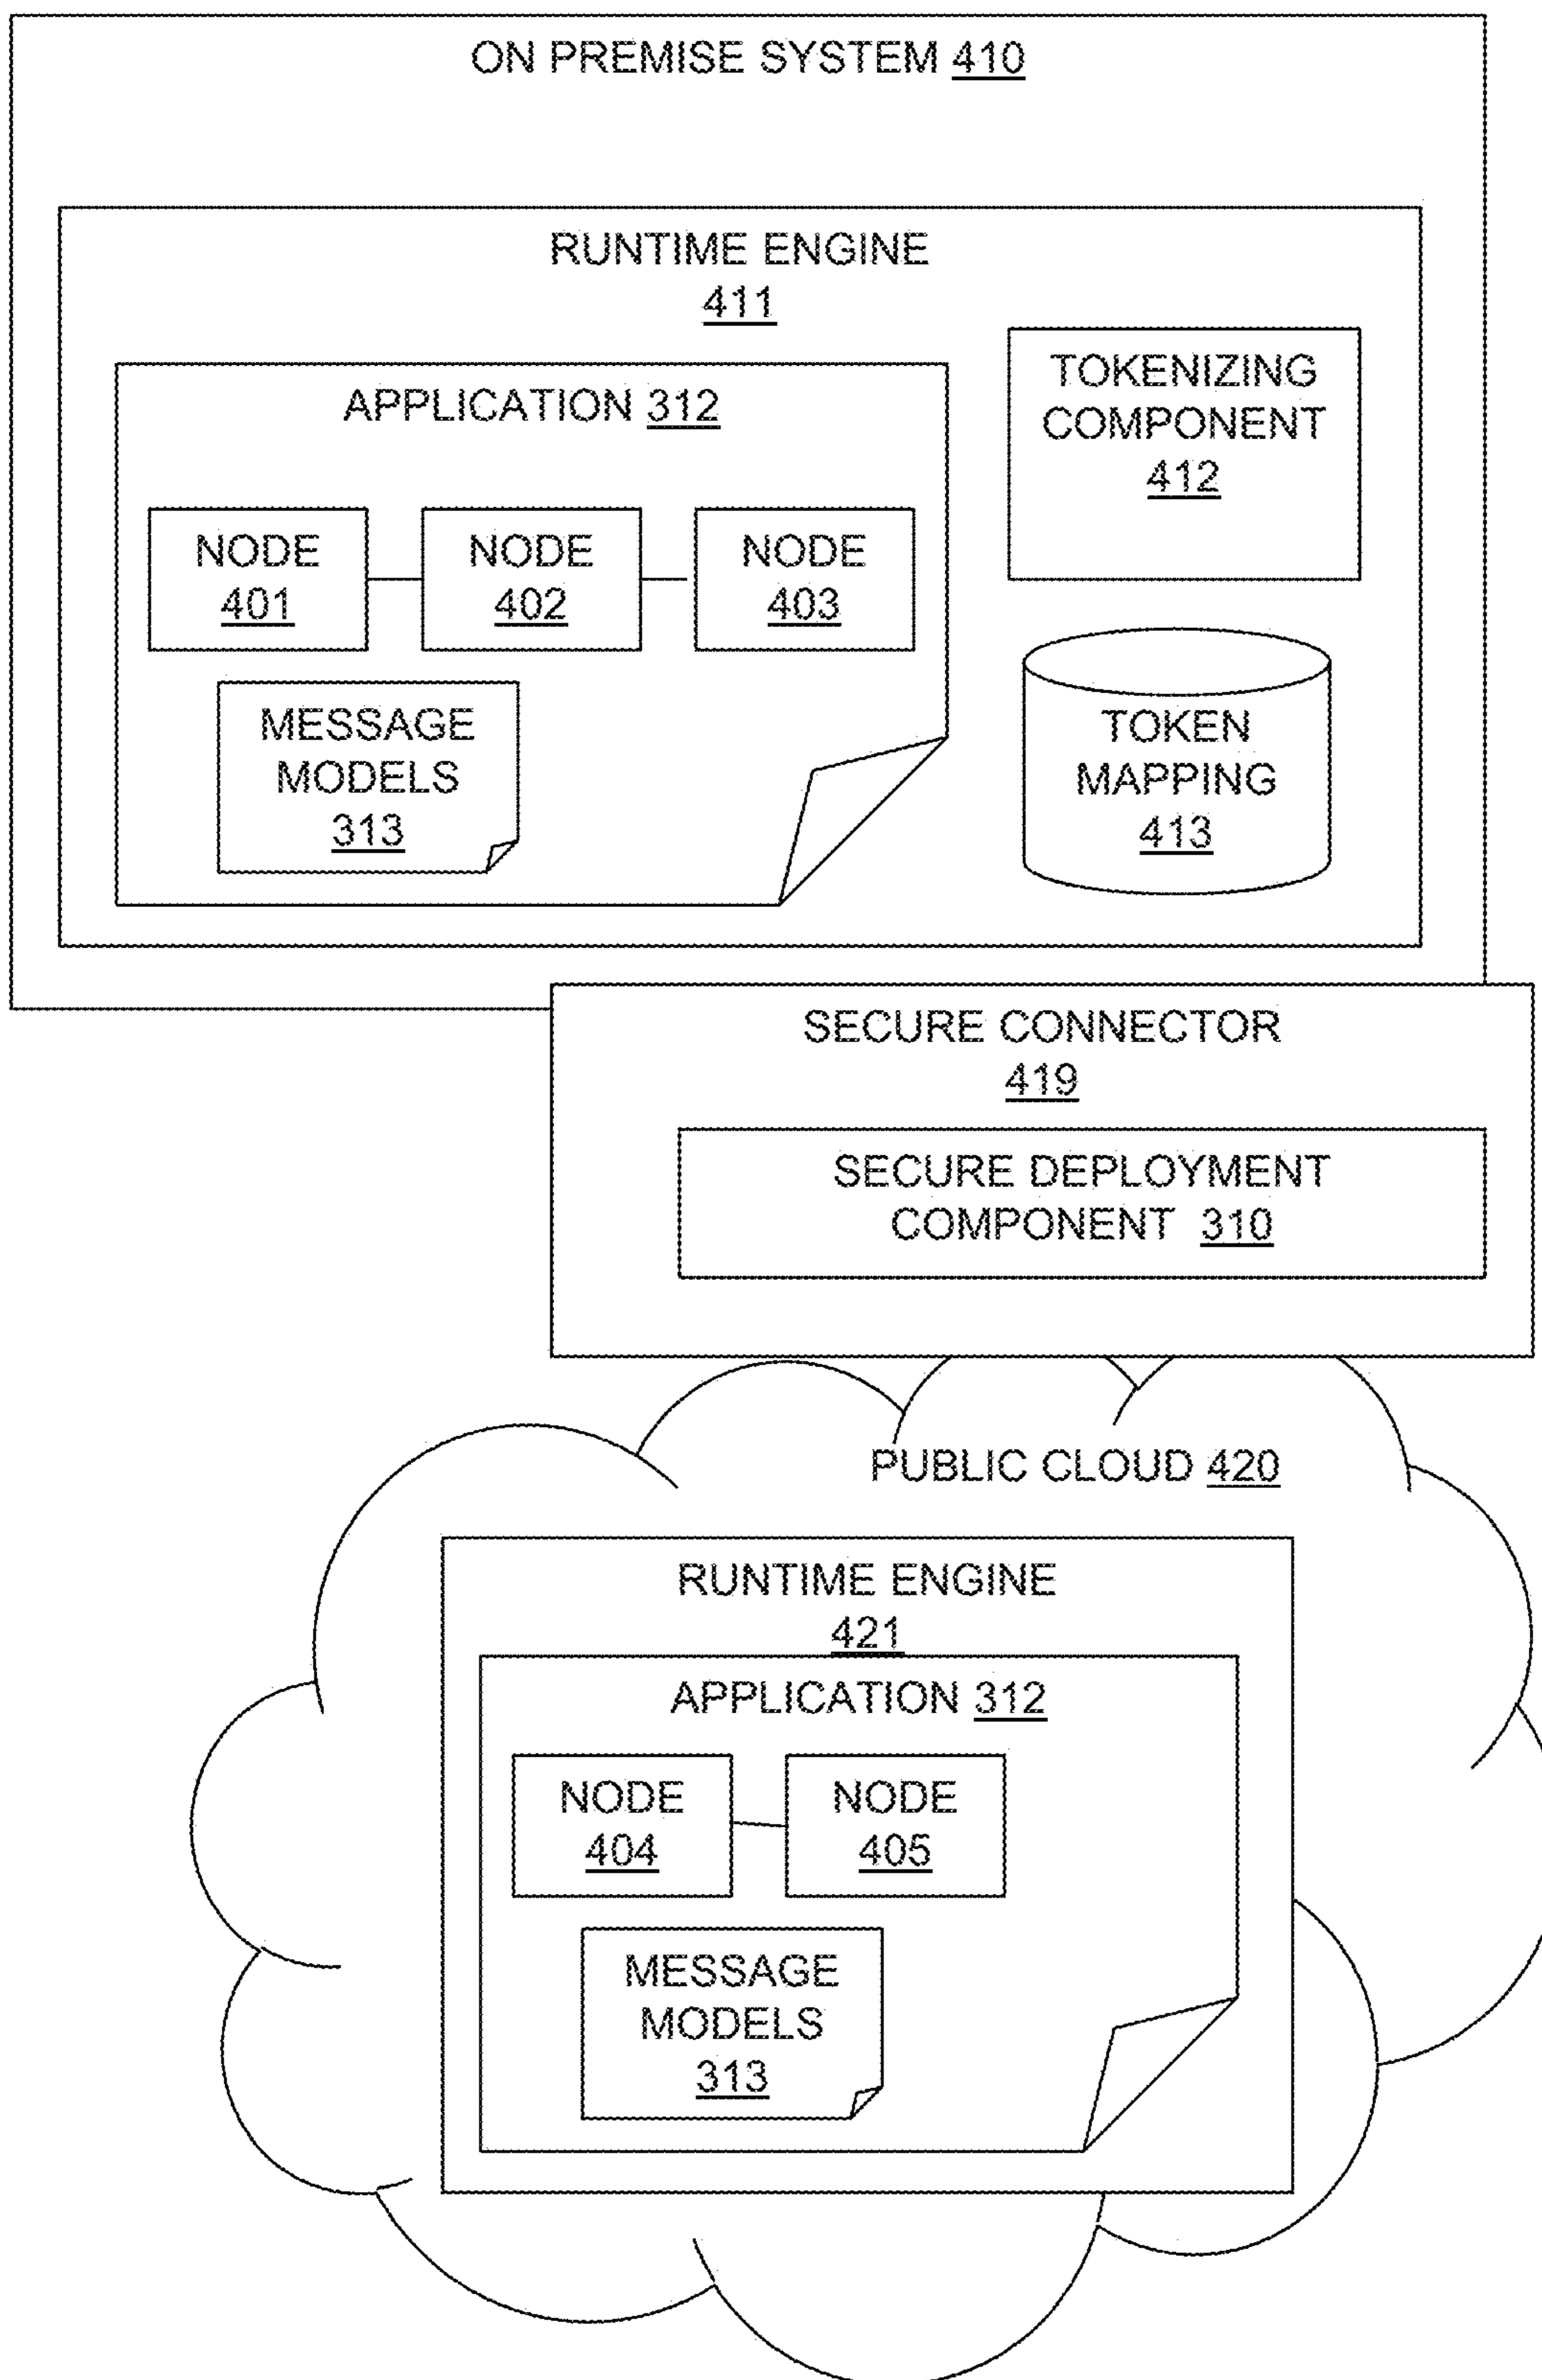 ON PREMISE SYSTEM 410
RUNTIME ENGINE
411
APPLICATION 312
NODE
401
NODE
402
NODE
403
MESSAGE
MODELS
313
TOKENIZING
COMPONENT
412
TOKEN
MAPPING
413
SECURE CONNECTOR
419
SECURE DEPLOYMENT
COMPONENT 310
PUBLIC CLOUD 420
RUNTIME ENGINE
421
APPLICATION 312
NODE
404
NODE
405
MESSAGE
MODELS
313